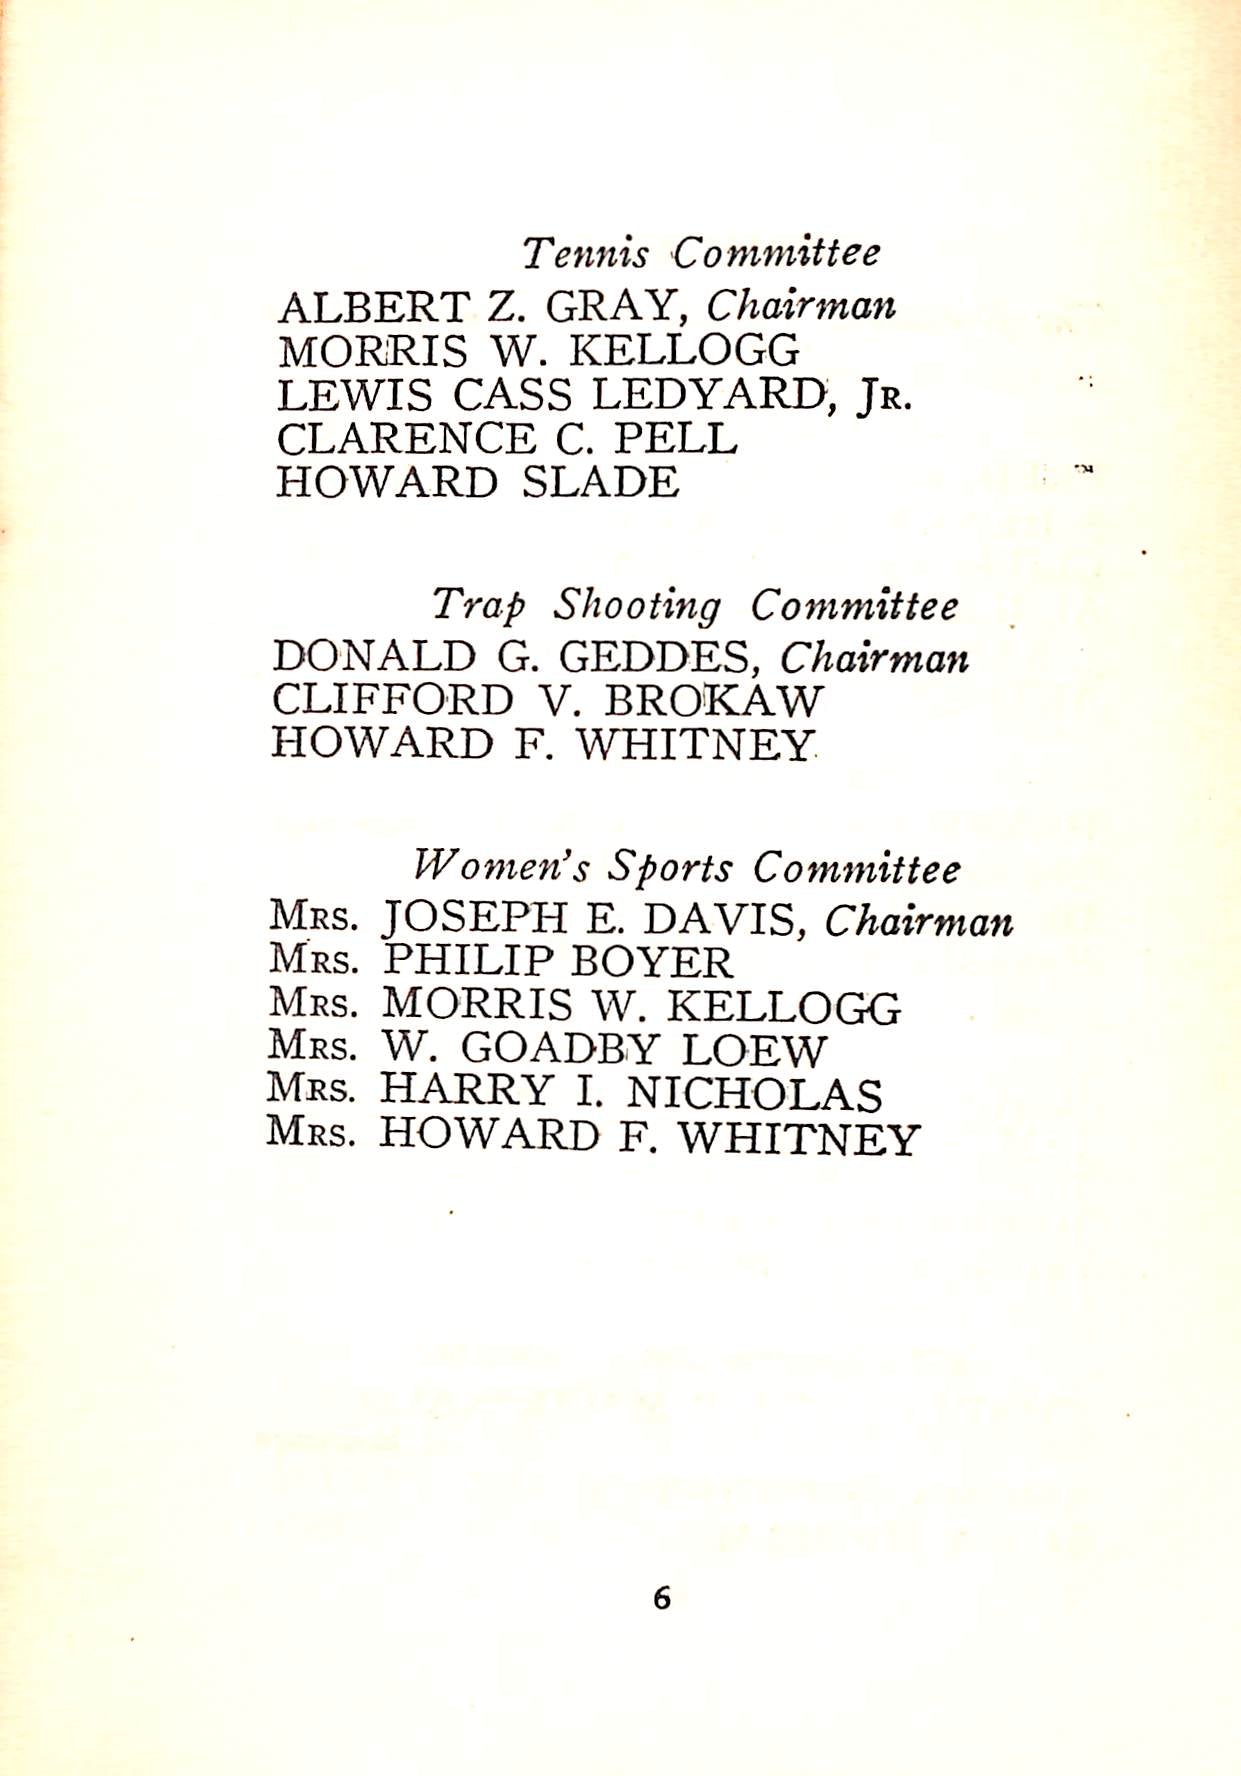 Tennis Committee
ALBERT Z. GRAY, Chairman
MORRIS W. KELLOGG
LEWIS CASS LEDYARD, JR.
CLARENCE C. PELL
HOWARD SLADE
Trap Shooting Committee
DONALD G. GEDDES, Chairman
CLIFFORD V. BROKAW
HOWARD F. WHITNEY
Women's Sports Committee
MRS. JOSEPH E. DAVIS, Chairman
MRS. PHILIP BOYER
MRS. MORRIS W. KELLOGG
MRS. W. GOADBY LOEW
MRS. HARRY I. NICHOLAS
MRS. HOWARD F. WHITNEY
6